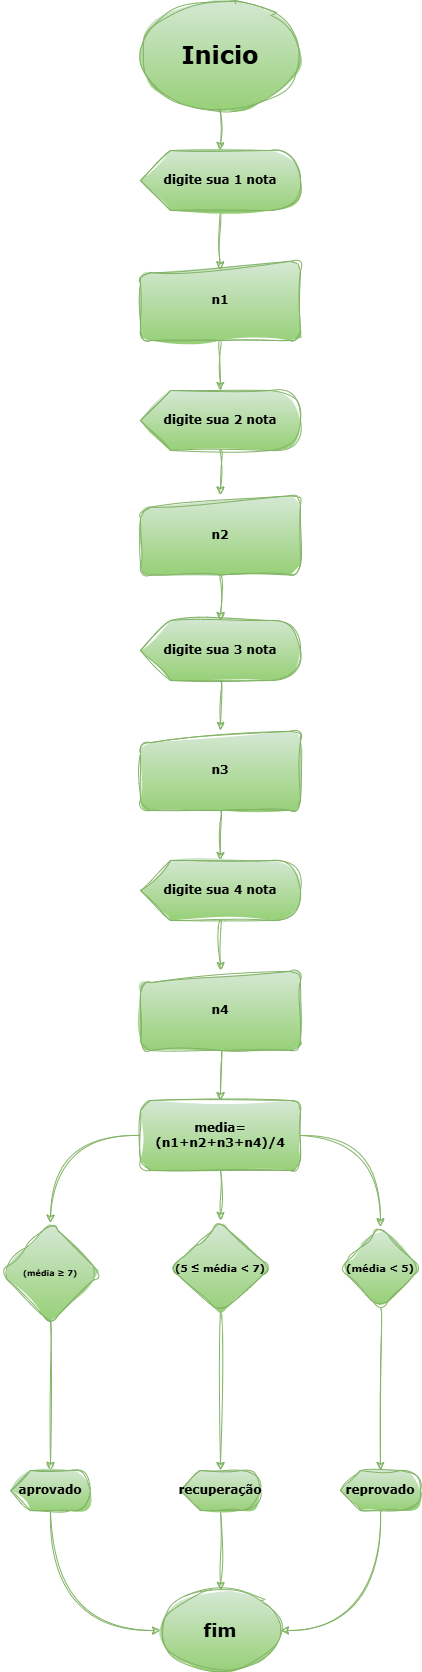 Inicio
digite sua 1 nota
n1
digite sua 2 nota
n2
digite sua 3 nota
n3
digite sua 4 nota
n4
media=
(n1+n2+n3+n4)/4
(média ≥ 7)
(5 ≤ média < 7)
(média < 5)
aprovado
recuperação
reprovado
fim